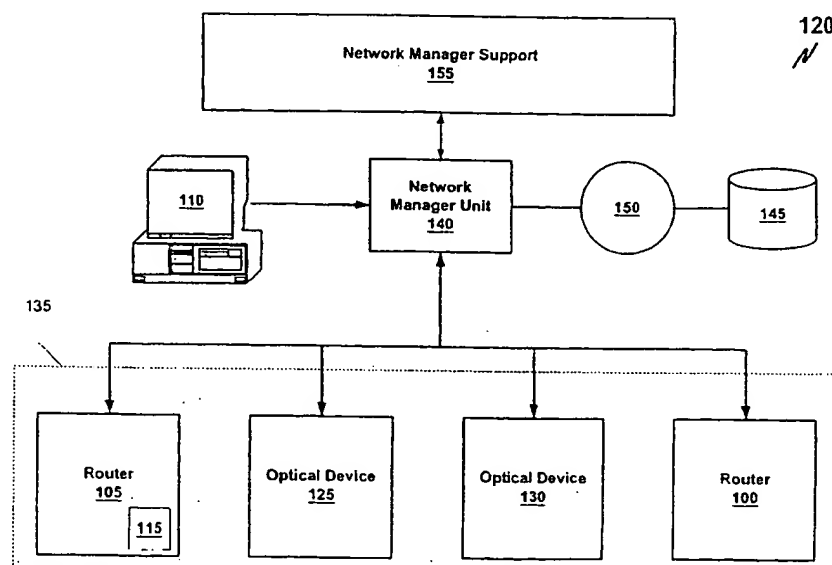 120
Network Manager Support
155
110
Network
Manager Unit
140
150
145
135
Router
105
115
Optical Device
125
Optical Device
130
Router
100